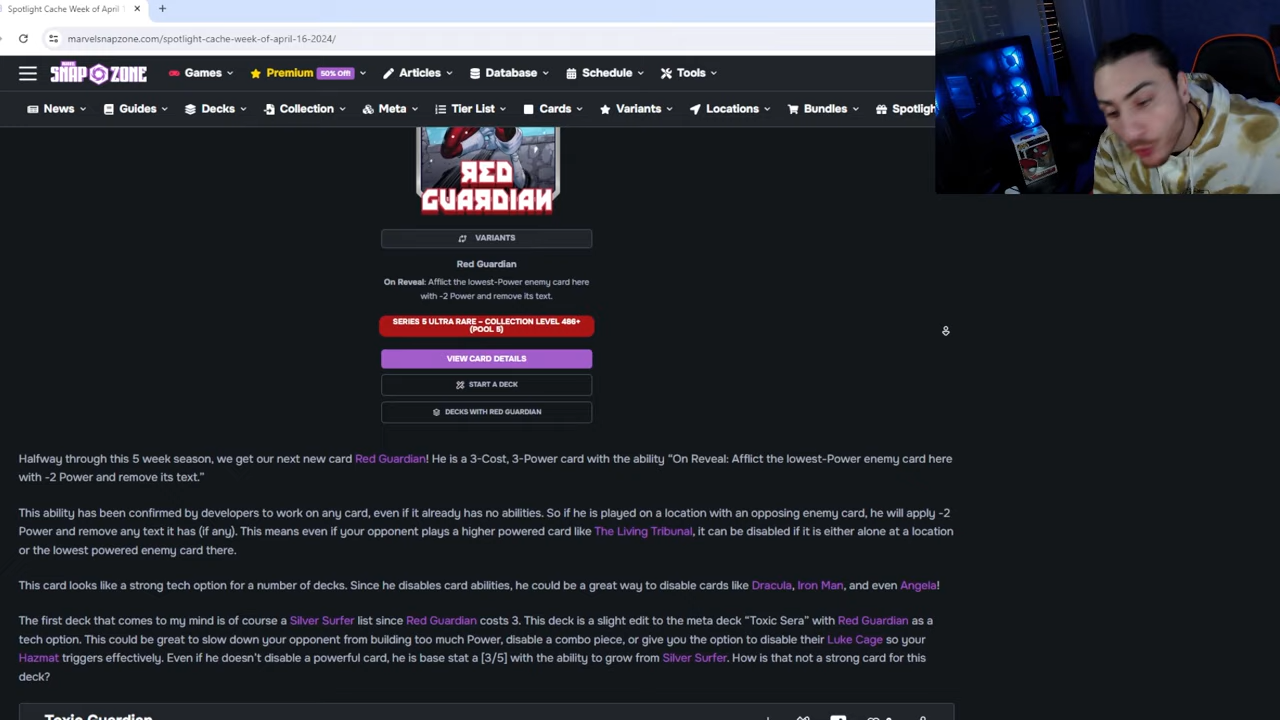 Spotlight Cache Week of April
marvelsnapzone.com/spotlight-cache-week-of-april-16-2024/
MARVEL SNAP ZONE
Games
Premium 50% Off
Articles
Database
Schedule
Tools
News
Guides
Decks
Collection
Meta
Tier List
Cards
Variants
Locations
Bundles
Spotlig
RED
GUARDIAN
VARIANTS
Red Guardian
On Reveal: Afflict the lowest-Power enemy card here
with -2 Power and remove its text.
SERIES 5 ULTRA RARE – COLLECTION LEVEL 486+
(POOL 5)
VIEW CARD DETAILS
START A DECK
DECKS WITH RED GUARDIAN
Halfway through this 5 week season, we get our next new card Red Guardian! He is a 3-Cost, 3-Power card with the ability "On Reveal: Afflict the lowest-Power enemy card here
with -2 Power and remove its text."
This ability has been confirmed by developers to work on any card, even if it already has no abilities. So if he is played on a location with an opposing enemy card, he will apply -2
Power and remove any text it has (if any). This means even if your opponent plays a higher powered card like The Living Tribunal, it can be disabled if it is either alone at a location
or the lowest powered enemy card there.
This card looks like a strong tech option for a number of decks. Since he disables card abilities, he could be a great way to disable cards like Dracula, Iron Man, and even Angela!
The first deck that comes to my mind is of course a Silver Surfer list since Red Guardian costs 3. This deck is a slight edit to the meta deck "Toxic Sera" with Red Guardian as a
tech option. This could be great to slow down your opponent from building too much Power, disable a combo piece, or give you the option to disable their Luke Cage so your
Hazmat triggers effectively. Even if he doesn't disable a powerful card, he is base stat a [3/5] with the ability to grow from Silver Surfer. How is that not a strong card for this
deck?
Toxic Guardian